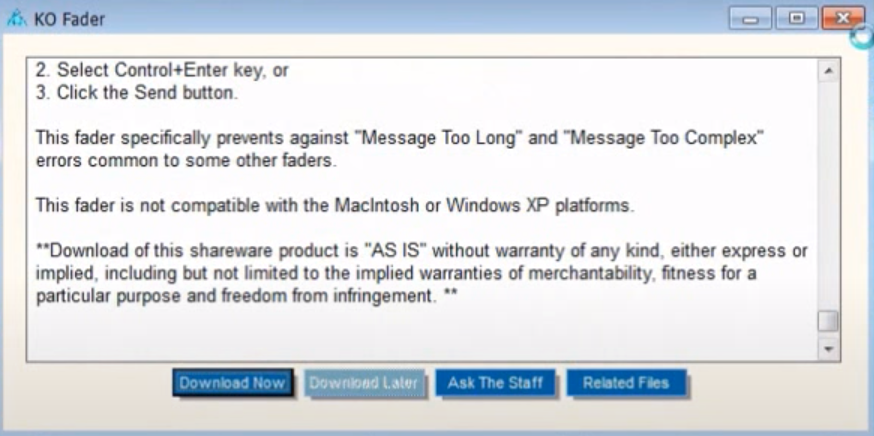 KO Fader
2. Select Control+Enter key, or
3. Click the Send button.
This fader specifically prevents against "Message Too Long" and "Message Too Complex"
errors common to some other faders.
This fader is not compatible with the MacIntosh or Windows XP platforms.
**Download of this shareware product is "AS IS" without warranty of any kind, either express or
implied, including but not limited to the implied warranties of merchantability, fitness for a
particular purpose and freedom from infringement. **
Download Now Download Later Ask The Staff Related Files